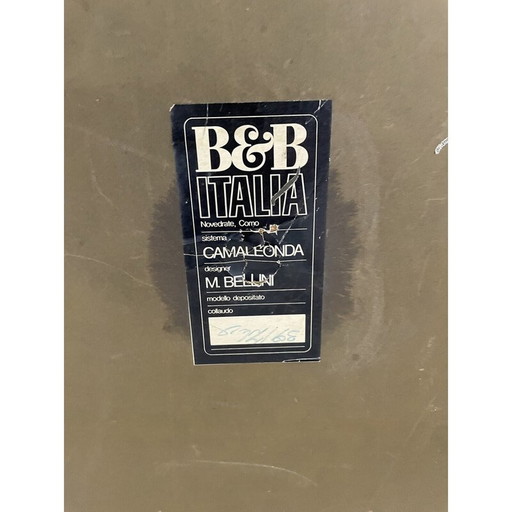 B&B
ITALIA
Novedrate, Como
sistema
CAMALEONDA
designer
M. BELLINI
modello depositato
collaudo